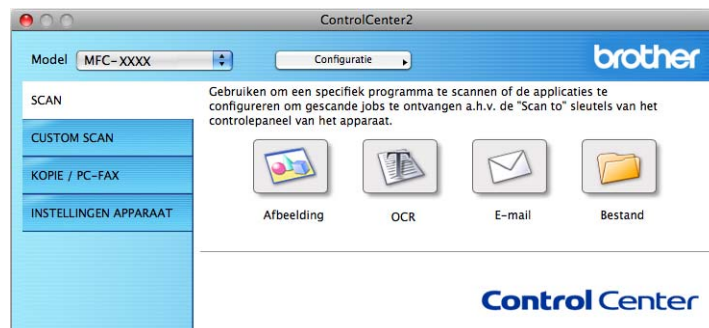 ControlCenter2
Model MFC-XXXX Configuratie brother
SCAN
CUSTOM SCAN
KOPIE / PC-FAX
INSTELLINGEN APPARAAT
Gebruiken om een specifiek programma te scannen of de applicaties te
configureren om gescande jobs te ontvangen a.h.v. de "Scan to" sleutels van het
controlepaneel van het apparaat.
Afbeelding OCR E-mail Bestand
Control Center